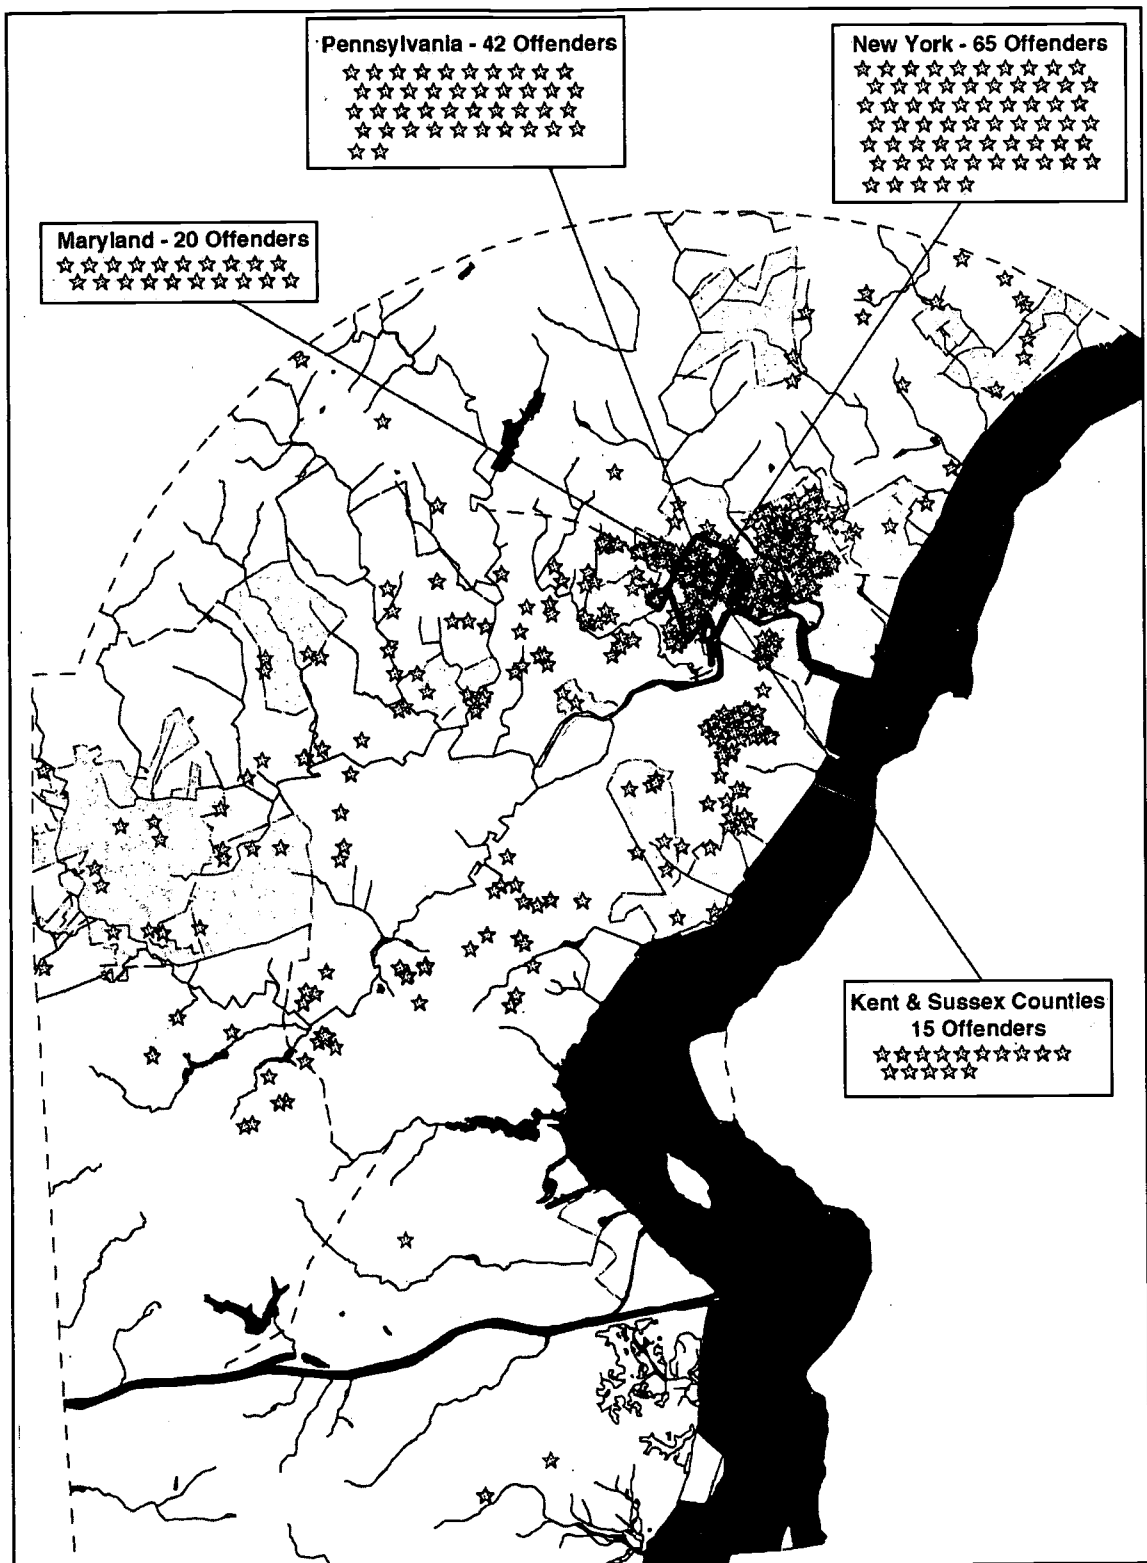 Pennsylvania - 42 Offenders
New York - 65 Offenders
Maryland - 20 Offenders
Kent & Sussex Counties
15 Offenders